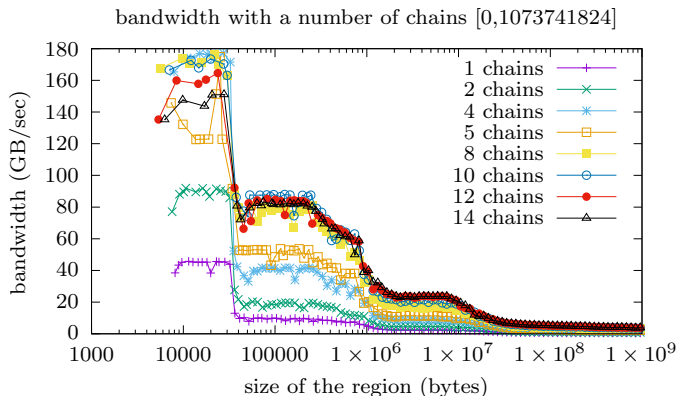 bandwidth with a number of chains [0,1073741824]
180
160
140
120
100
80
60
40
20
0
bandwidth (GB/sec)
1 chains
2 chains
4 chains
5 chains
8 chains
10 chains
12 chains
14 chains
1000 10000 100000 1 × 10^6 1 × 10^7 1 × 10^8 1 × 10^9
size of the region (bytes)